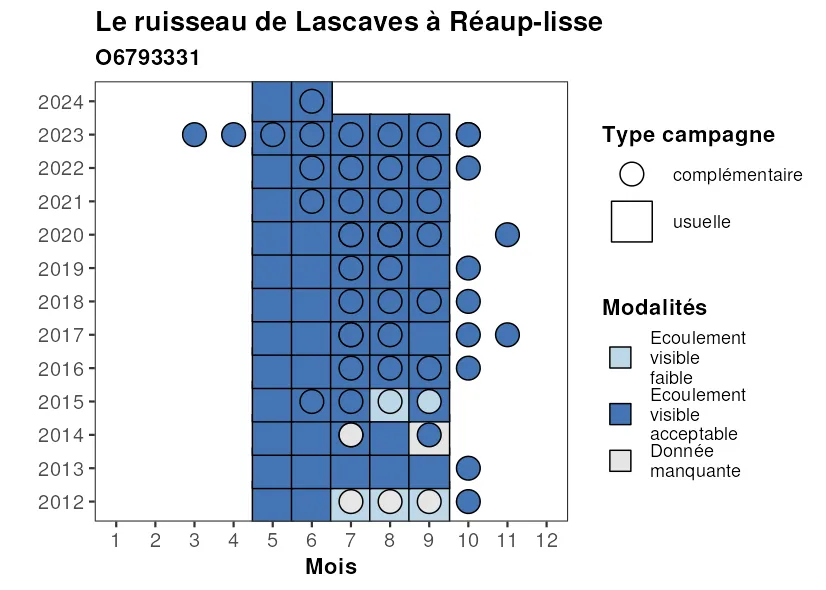 Le ruisseau de Lascaves à Réaup-lisse
O6793331
2024
2023
2022
2021
2020
2019
2018
2017
2016
2015
2014
2013
2012
1 2 3 4 5 6 7 8 9 10 11 12
Mois
Type campagne
complémentaire
usuelle
Modalités
Ecoulement
visible
faible
Ecoulement
visible
acceptable
Donnée
manquante